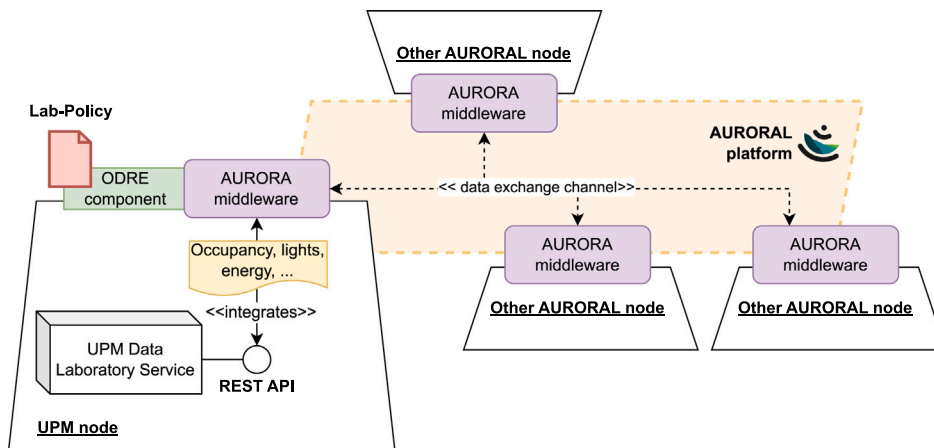 Other AURORAL node
AURORA
middleware
Lab-Policy
AURORAL
platform
ODRE
component
AURORA
middleware
<< data exchange channel>>
Occupancy, lights,
energy, ...
AURORA
middleware
AURORA
middleware
<<integrates>>
Other AURORAL node
Other AURORAL node
UPM Data
Laboratory Service
REST API
UPM node